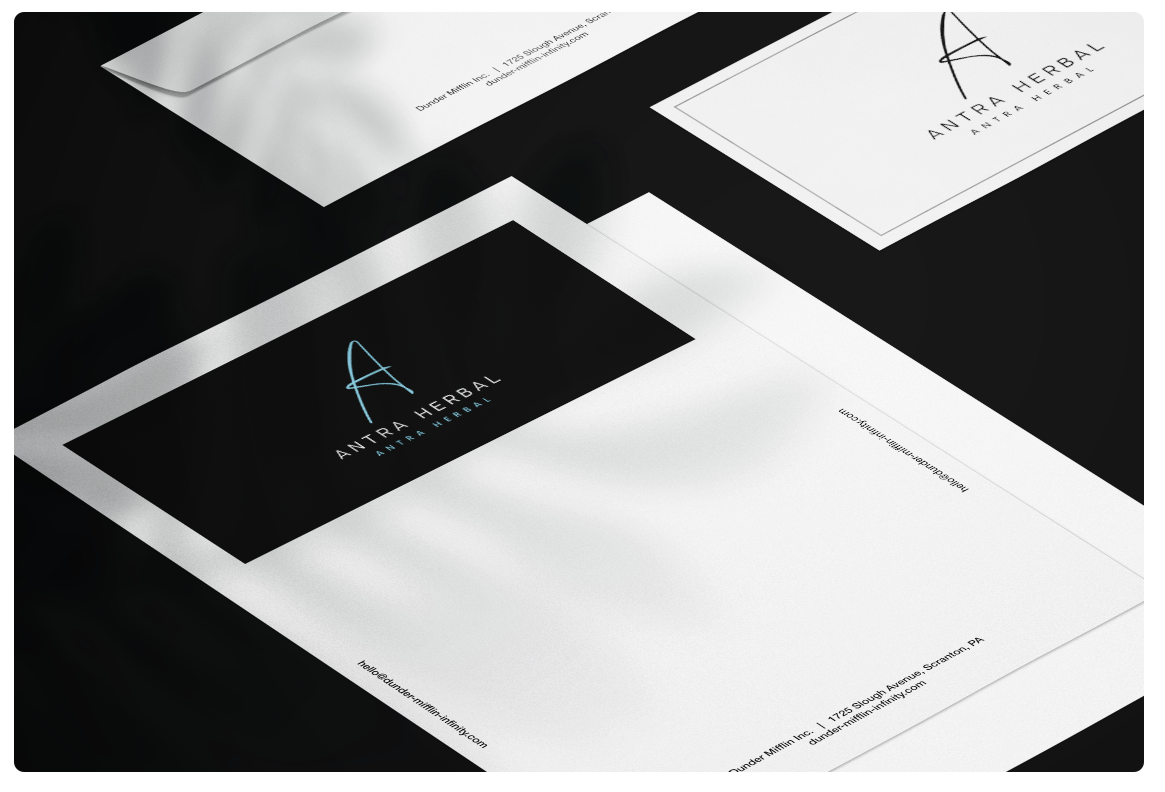 Dunder Mifflin Inc. | 1725 Slough Avenue, Scran
dunder-mifflin-infinity.com
ANTRA HERBAL
ANTRA HERBAL
ANTRA HERBAL
ANTRA HERBAL
hello@dunder-mifflin-infinity.com
hello@dunder-mifflin-infinity.com
Dunder Mifflin Inc. | 1725 Slough Avenue, Scranton, PA
dunder-mifflin-infinity.com